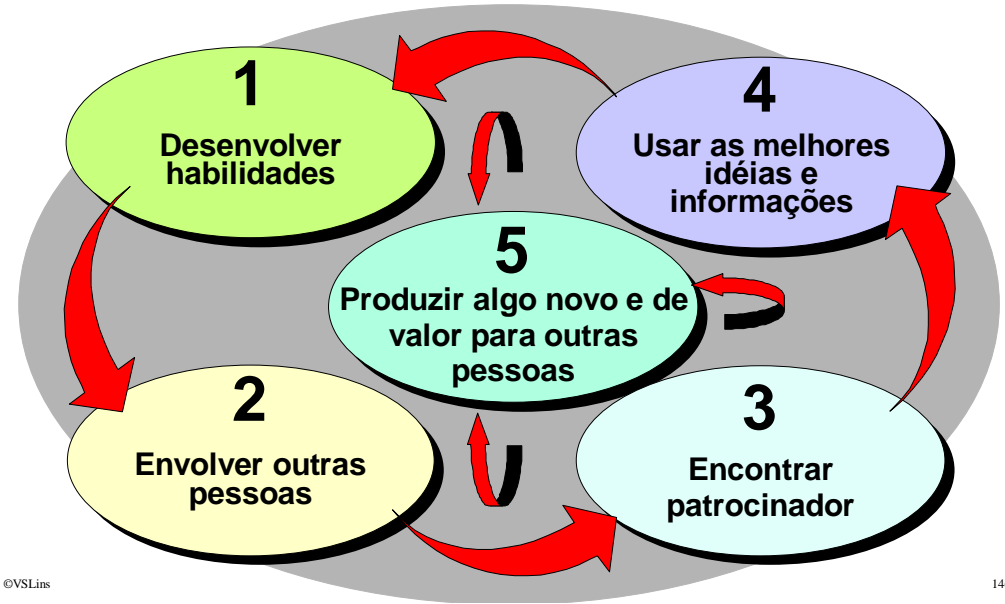 1
Desenvolver
habilidades
2
Envolver outras
pessoas
3
Encontrar
patrocinador
4
Usar as melhores
idéias e
informações
5
Produzir algo novo e de
valor para outras
pessoas
©VSLins
14